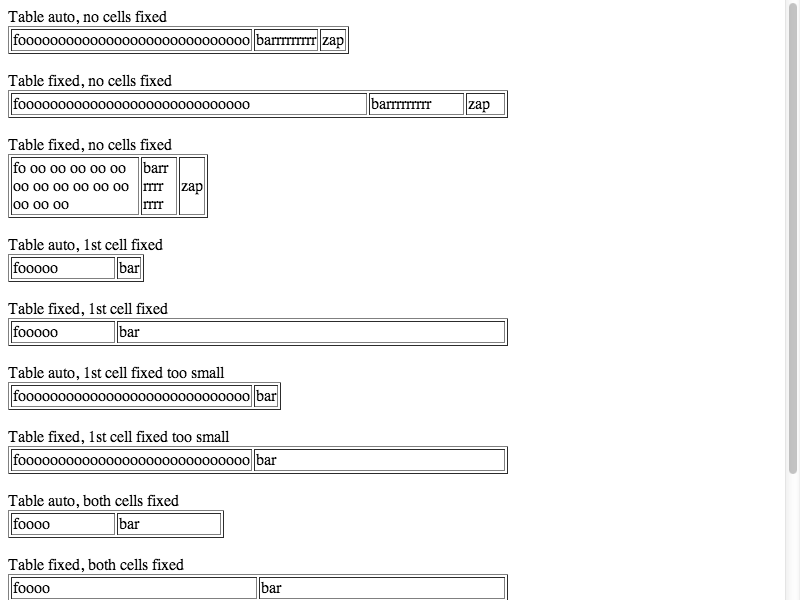 Table auto, no cells fixed
fooooooooooooooooooooooooooooo barrrrrrrrr zap
Table fixed, no cells fixed
fooooooooooooooooooooooooooooo barrrrrrrrr zap
Table fixed, no cells fixed
fo oo oo oo oo oo
oo oo oo oo oo oo
oo oo oo
barr
rrrr
rrrr
zap
Table auto, 1st cell fixed
fooooo bar
Table fixed, 1st cell fixed
fooooo bar
Table auto, 1st cell fixed too small
fooooooooooooooooooooooooooooo bar
Table fixed, 1st cell fixed too small
fooooooooooooooooooooooooooooo bar
Table auto, both cells fixed
foooo bar
Table fixed, both cells fixed
foooo bar